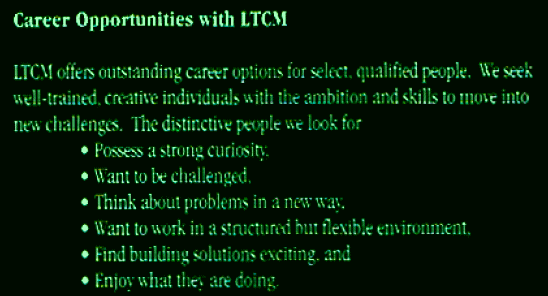 Career Opportunities with LTCM
LTCM offers outstanding career options for select, qualified people. We seek
well-trained, creative individuals with the ambition and skills to move into
new challenges. The distinctive people we look for
• Possess a strong curiosity,
• Want to be challenged,
• Think about problems in a new way,
• Want to work in a structured but flexible environment,
• Find building solutions exciting, and
• Enjoy what they are doing.